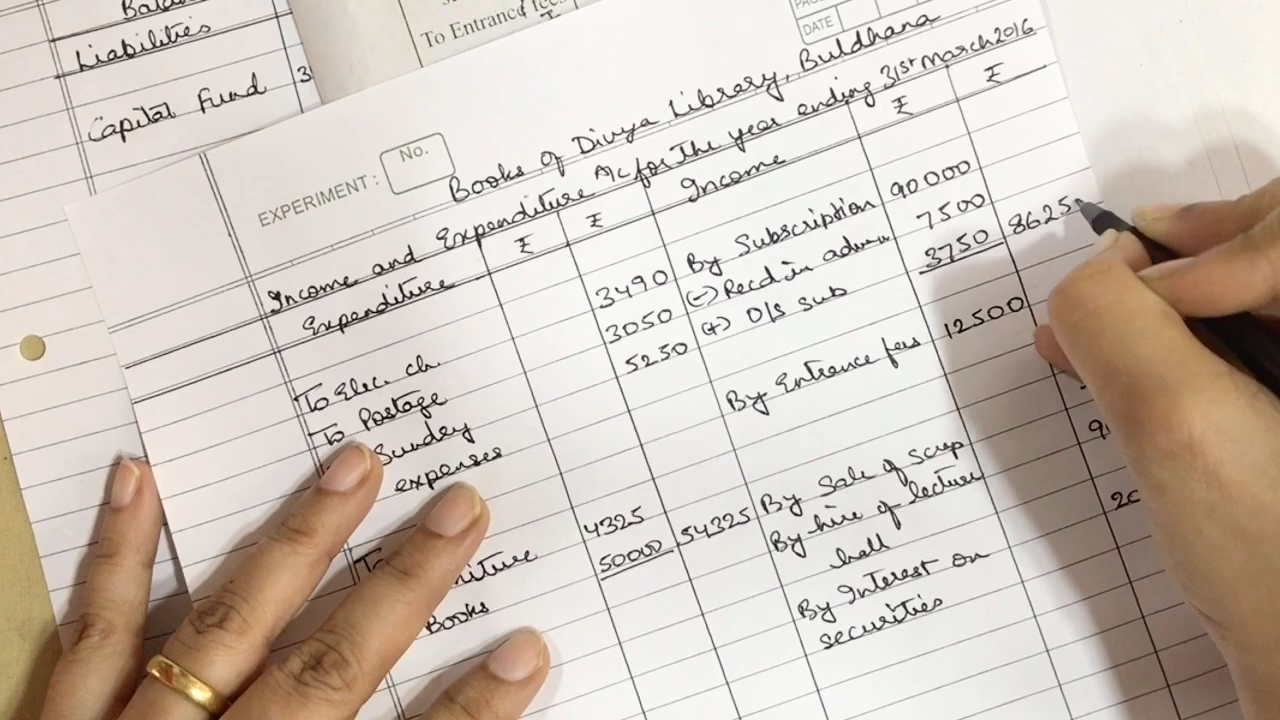 Liabilities
Capital Fund 3
To Entrance fees
DATE
EXPERIMENT :
No.
Books of Divya Library, Buldhana
Income and Expenditure A/c for the year ending 31st March 2016
Expenditure ₹ ₹ Income ₹ ₹
To Elec. ch. 3490 By Subscription 90000
To Postage 3050 (-) Recd in advan 7500
Sundry 5250 (+) O/s sub 3750 86250
expenses
By Entrance fees 12500
4325 By Sale of scrap
50000 54325 By hire of lecture
hall
Books By Interest on
securities